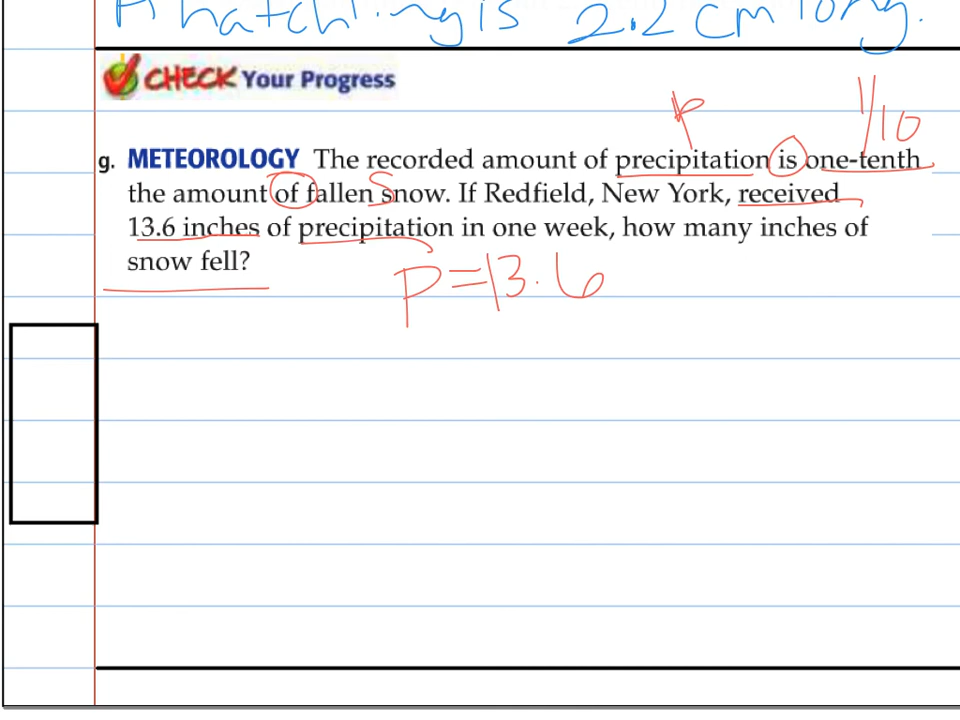 A hatchling is 2.2 cm long.
CHECK Your Progress
p 1/10
g. METEOROLOGY The recorded amount of precipitation is one-tenth
s
the amount of fallen snow. If Redfield, New York, received
13.6 inches of precipitation in one week, how many inches of
snow fell?
p=13.6